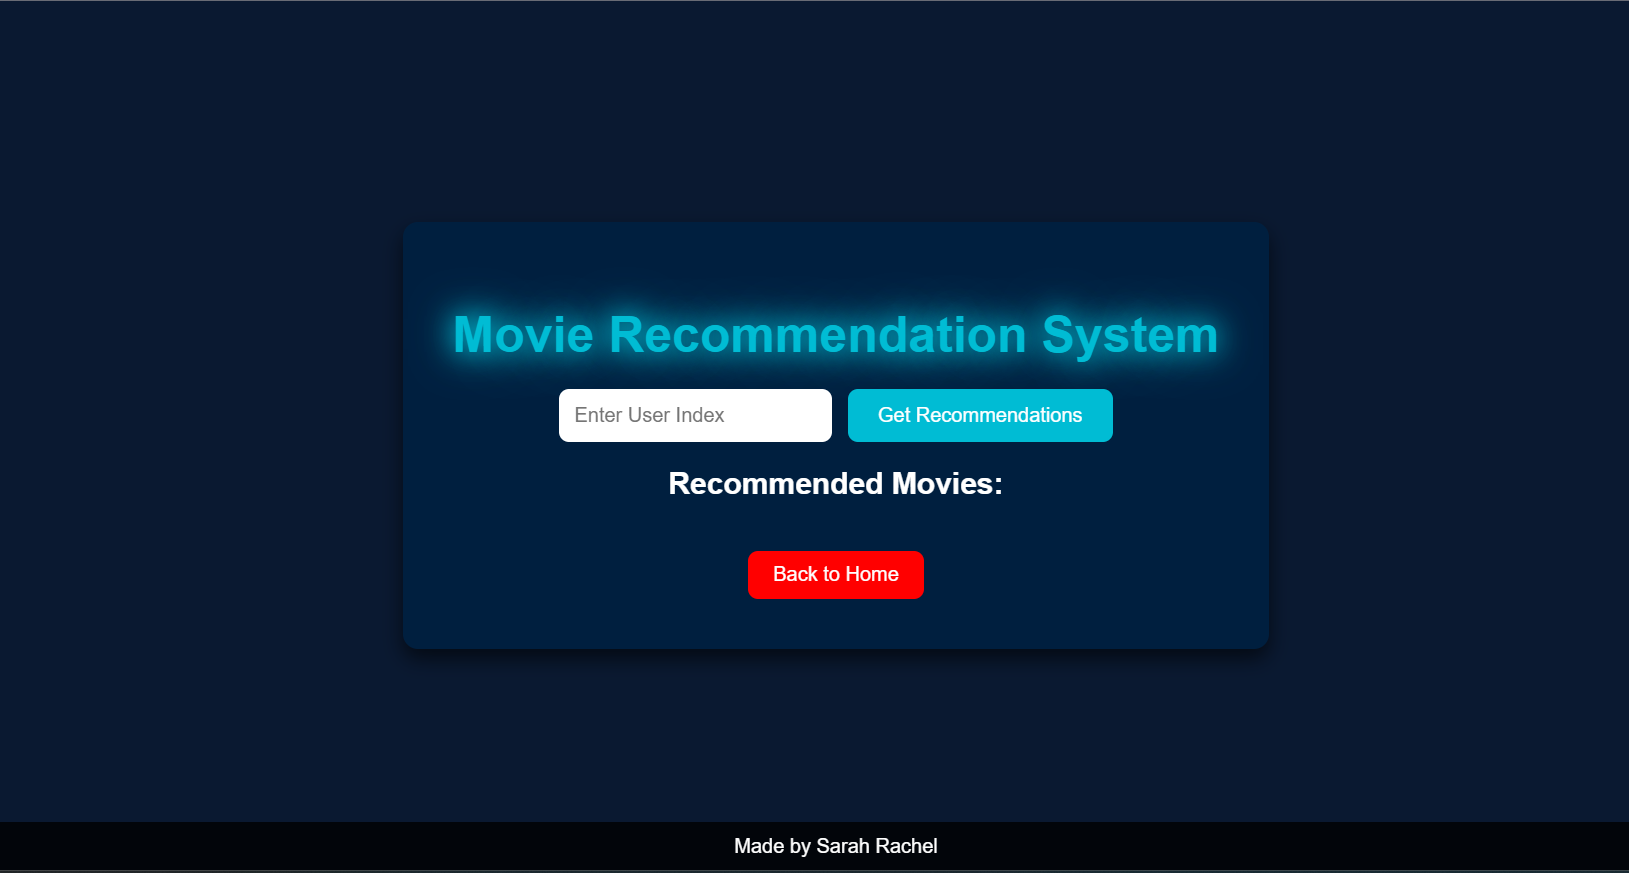 Movie Recommendation System
Enter User Index
Get Recommendations
Recommended Movies:
Back to Home
Made by Sarah Rachel